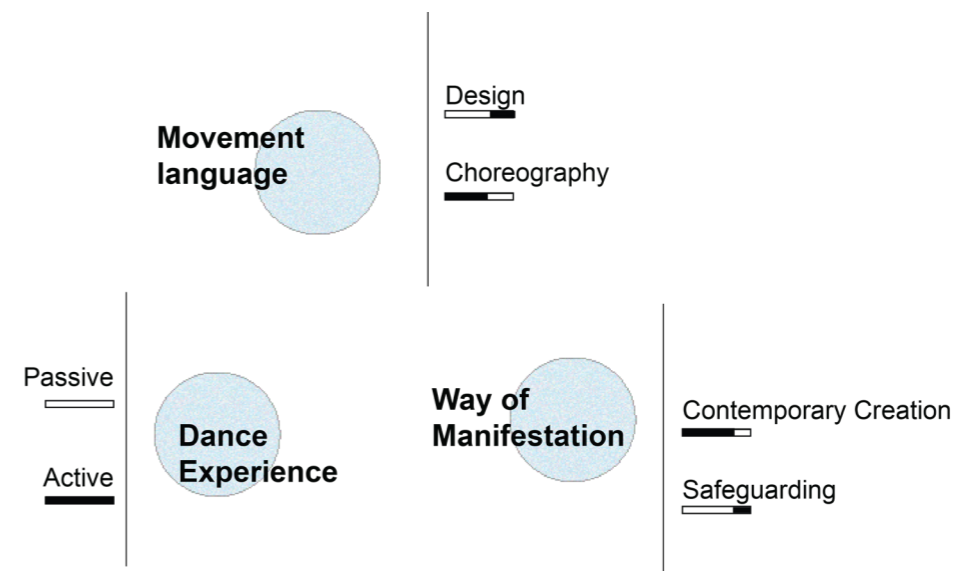 Movement
language
Design
Choreography
Passive
Active
Dance
Experience
Way of
Manifestation
Contemporary Creation
Safeguarding